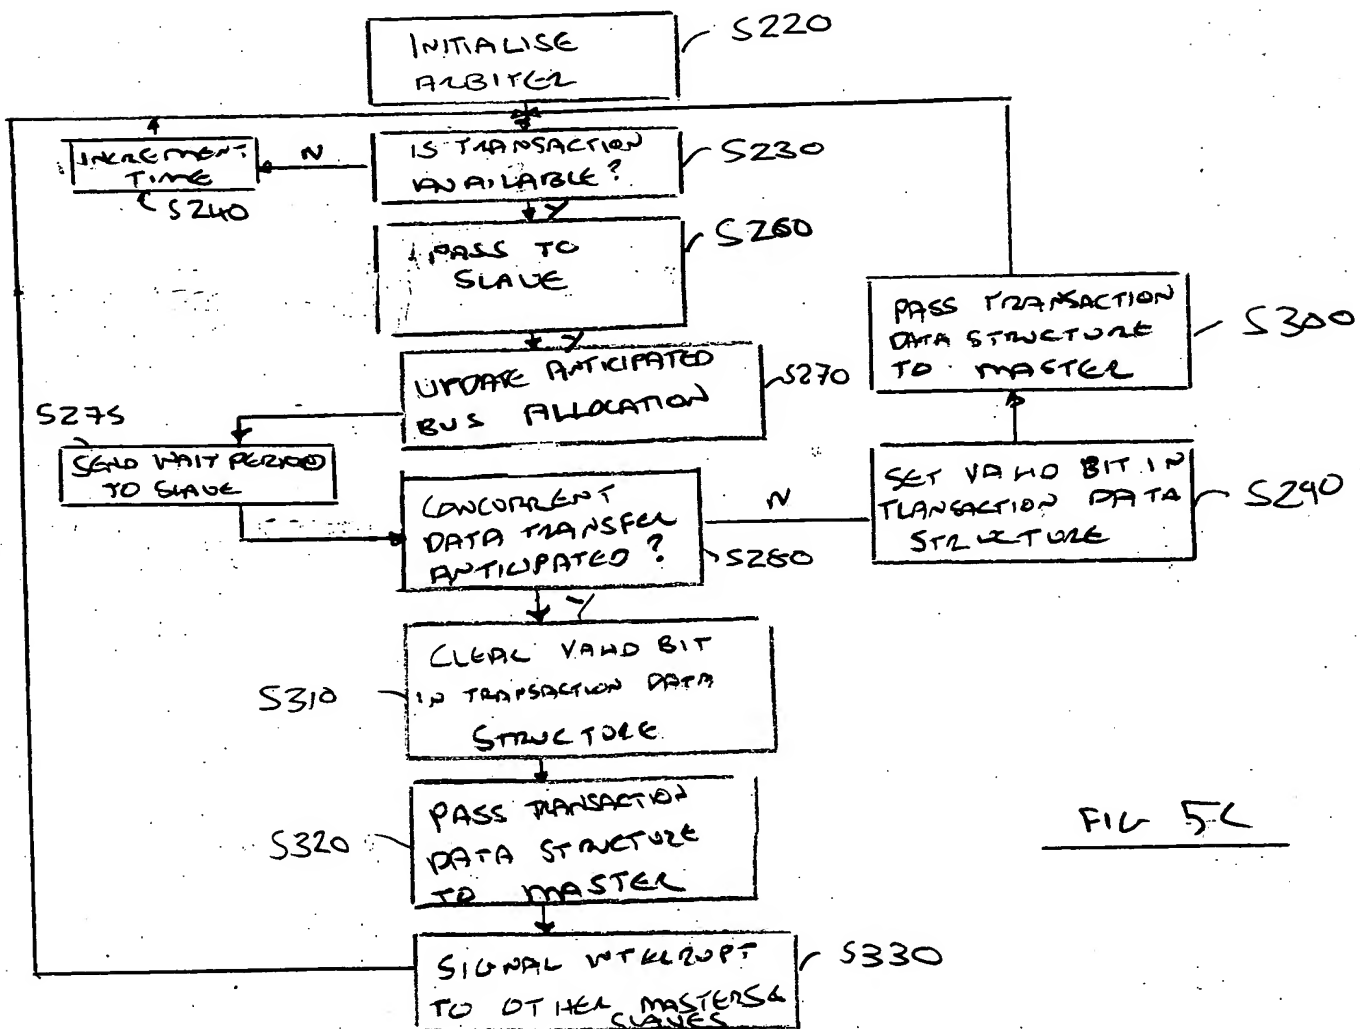 INITIALISE
ARBITER
S220
IS TRANSACTION
AVAILABLE?
S230
N
INCREMENT
TIME
S240
Y
PASS TO
SLAVE
S260
Y
UPDATE ANTICIPATED
BUS ALLOCATION
S270
S275
SEND WAIT PERIOD
TO SLAVE
CONCURRENT
DATA TRANSFER
ANTICIPATED?
S280
N
SET VALID BIT IN
TRANSACTION DATA
STRUCTURE
S290
PASS TRANSACTION
DATA STRUCTURE
TO MASTER
S300
Y
CLEAR VALID BIT
IN TRANSACTION DATA
STRUCTURE
S310
PASS TRANSACTION
DATA STRUCTURE
TO MASTER
S320
SIGNAL INTERRUPT
TO OTHER MASTERS&
SLAVES
S330
FIG 5C